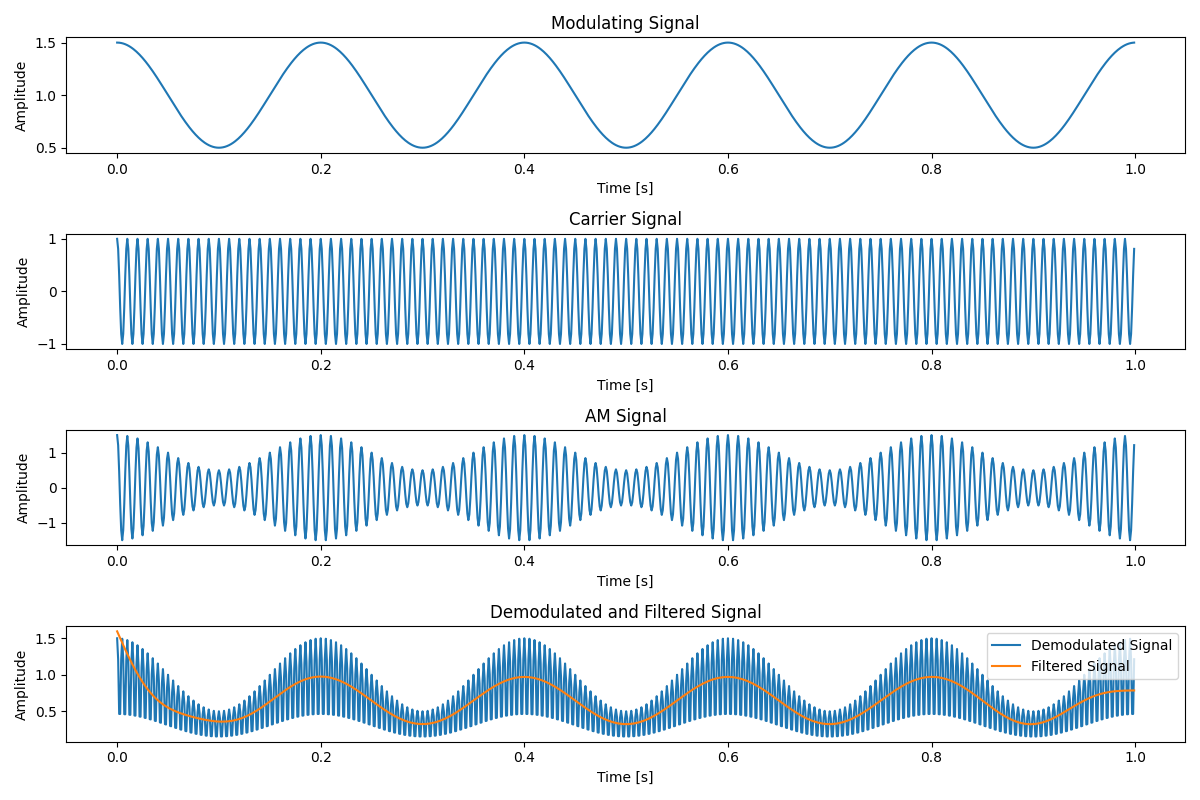 Modulating Signal
1.5
1.0
0.5
Amplitude
0.0 0.2 0.4 0.6 0.8 1.0
Time [s]
Carrier Signal
1
0
−1
Amplitude
0.0 0.2 0.4 0.6 0.8 1.0
Time [s]
AM Signal
1
0
−1
Amplitude
0.0 0.2 0.4 0.6 0.8 1.0
Time [s]
Demodulated and Filtered Signal
1.5
1.0
0.5
Amplitude
Demodulated Signal
Filtered Signal
0.0 0.2 0.4 0.6 0.8 1.0
Time [s]